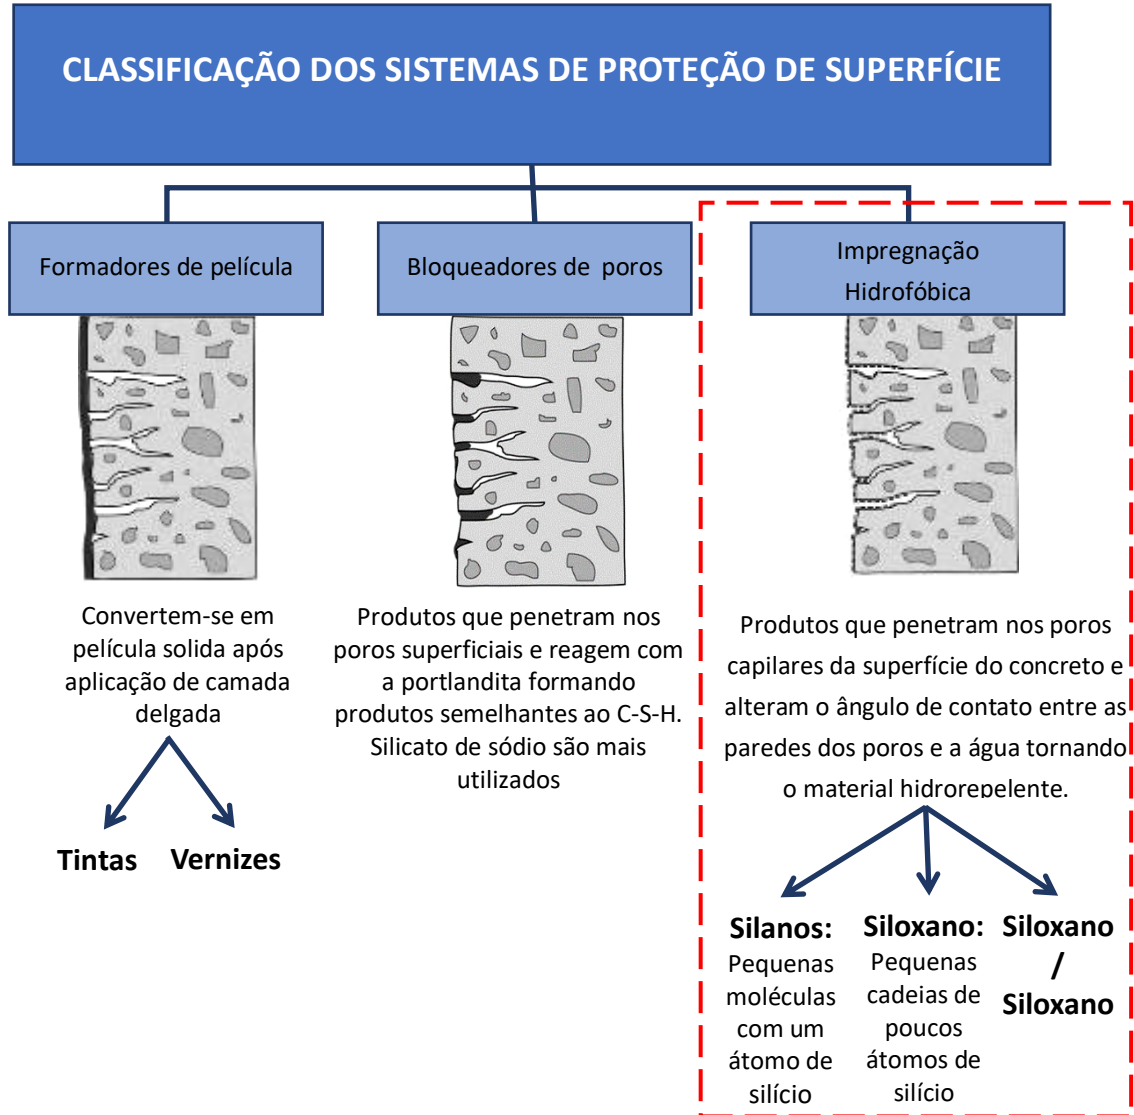 CLASSIFICAÇÃO DOS SISTEMAS DE PROTEÇÃO DE SUPERFÍCIE
Formadores de película
Convertem-se em
película solida após
aplicação de camada
delgada
Tintas
Vernizes
Bloqueadores de poros
Produtos que penetram nos
poros superficiais e reagem com
a portlandita formando
produtos semelhantes ao C-S-H.
Silicato de sódio são mais
utilizados
Impregnação
Hidrofóbica
Produtos que penetram nos poros
capilares da superfície do concreto e
alteram o ângulo de contato entre as
paredes dos poros e a água tornando
o material hidrorepelente.
Silanos:
Pequenas
moléculas
com um
átomo de
silício
Siloxano:
Pequenas
cadeias de
poucos
átomos de
silício
Siloxano
/
Siloxano